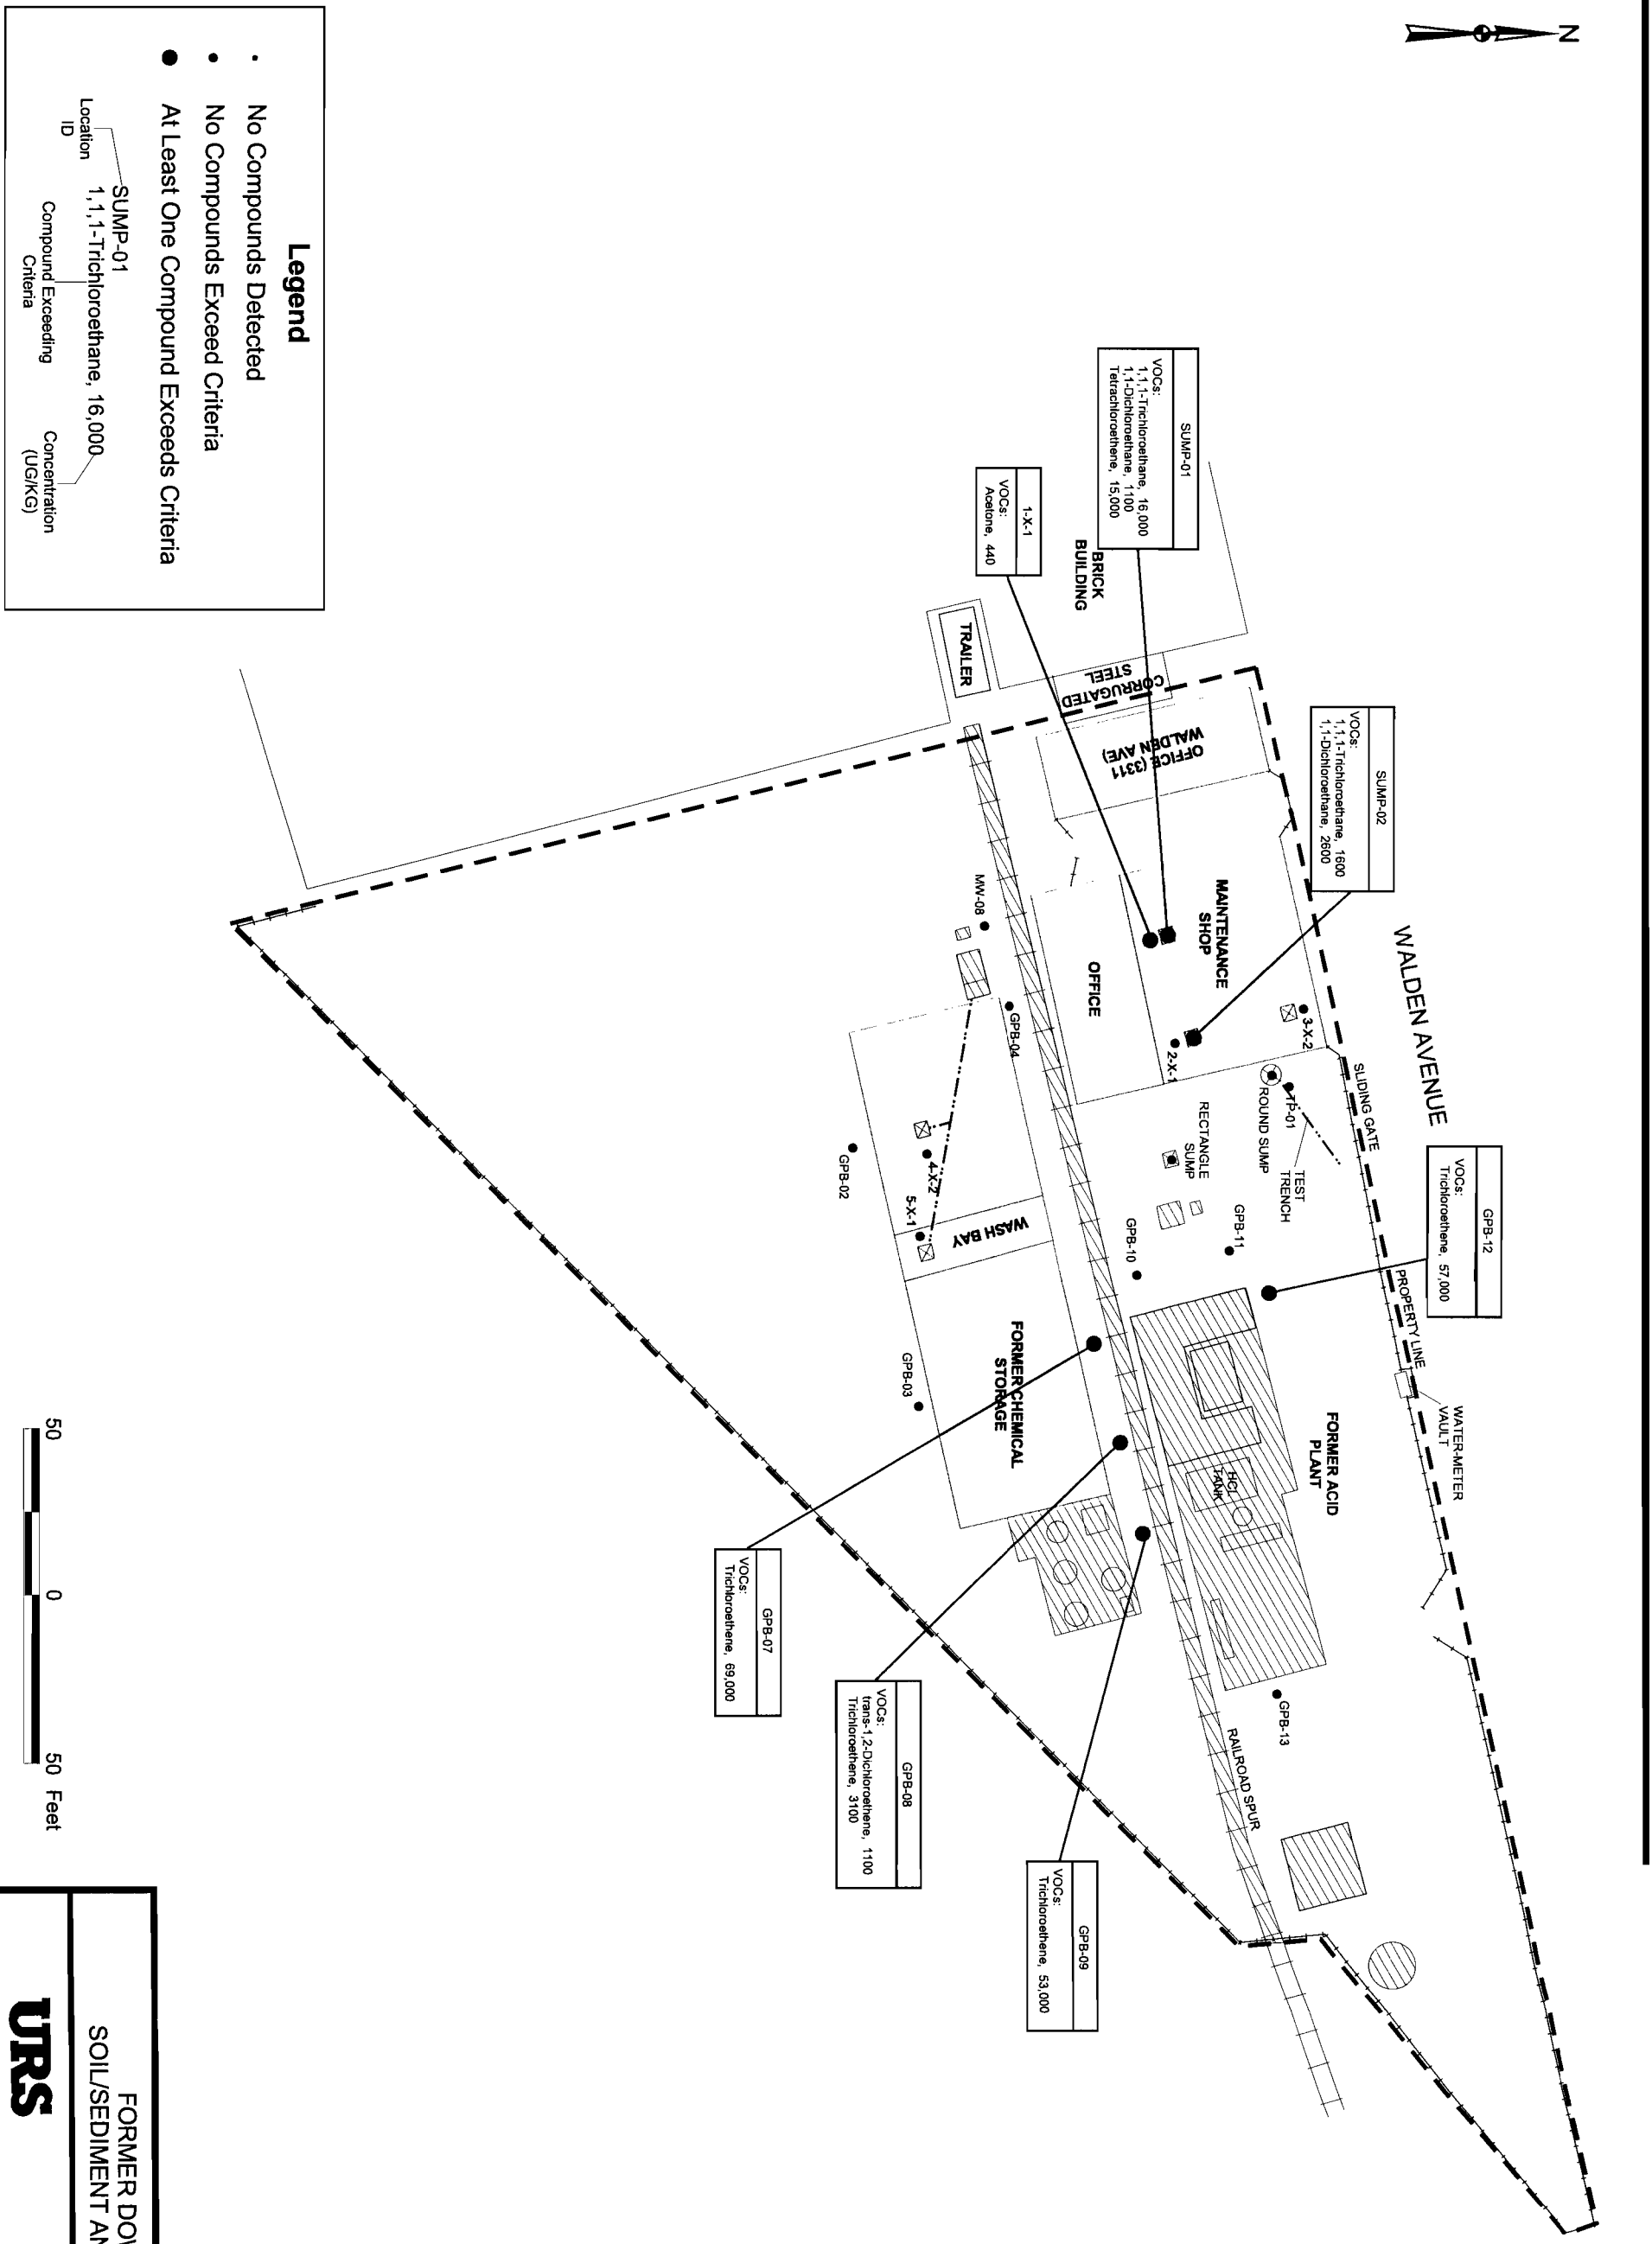 N
WALDEN AVENUE
SUMP-01
VOCs:
1,1,1-Trichloroethane, 16,000
1,1-Dichloroethane, 1100
Tetrachloroethene, 15,000
SUMP-02
VOCs:
1,1,1-Trichloroethane, 1600
1,1-Dichloroethane, 2600
GPB-12
VOCs:
Trichloroethene, 57,000
1-X-1
VOCs:
Acetone, 440
BRICK
BUILDING
TRAILER
CORRUGATED
STEEL
OFFICE (3311
WALDEN AVE)
MAINTENANCE
SHOP
OFFICE
3-X-2
2-X-1
SLIDING GATE
TP-01
ROUND SUMP
TEST
TRENCH
RECTANGLE
SUMP
GPB-11
GPB-10
PROPERTY LINE
WATER-METER
VAULT
FORMER ACID
PLANT
HCL
TANK
GPB-13
RAILROAD SPUR
MW-08
GPB-04
4-X-2
5-X-1
WASH BAY
GPB-02
GPB-03
FORMER CHEMICAL
STORAGE
GPB-07
VOCs:
Trichloroethene, 69,000
GPB-08
VOCs:
trans-1,2-Dichloroethene, 1100
Trichloroethene, 3100
GPB-09
VOCs:
Trichloroethene, 53,000
Legend
No Compounds Detected
No Compounds Exceed Criteria
At Least One Compound Exceeds Criteria
SUMP-01
1,1,1-Trichloroethane, 16,000
Location
ID
Compound Exceeding
Criteria
Concentration
(UG/KG)
50 0 50 Feet
FORMER DOW
SOIL/SEDIMENT AN
URS